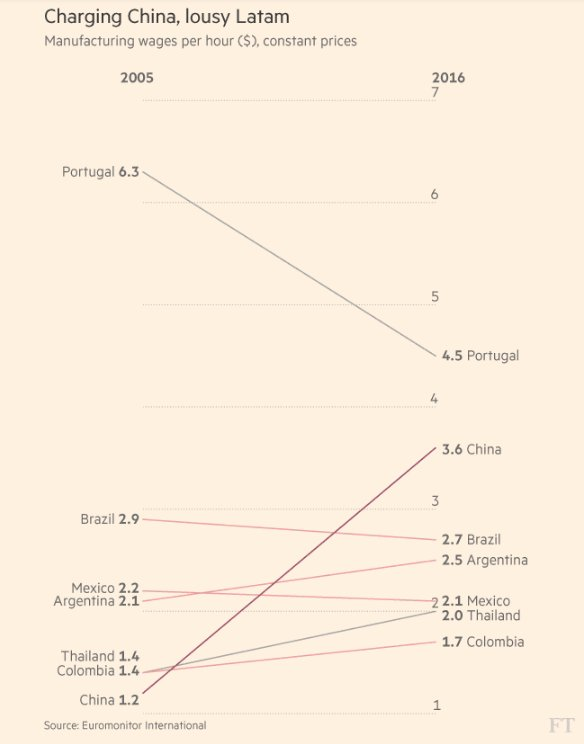 Charging China, lousy Latam
Manufacturing wages per hour ($), constant prices
2005 2016
7
Portugal 6.3
6
5
4.5 Portugal
4
3.6 China
3
Brazil 2.9
2.7 Brazil
2.5 Argentina
Mexico 2.2
Argentina 2.1
2.1 Mexico
2
2.0 Thailand
1.7 Colombia
Thailand 1.4
Colombia 1.4
China 1.2
1
Source: Euromonitor International
FT